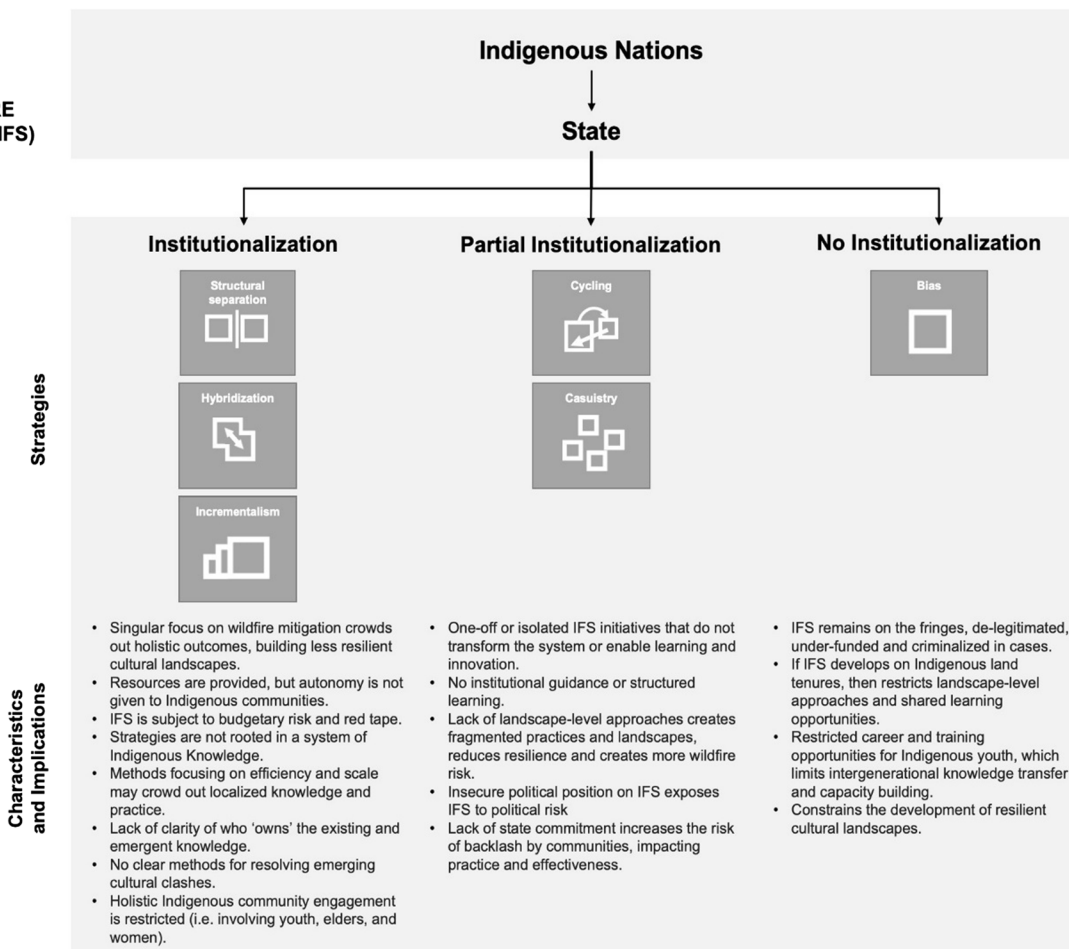 Indigenous Nations
RE
IFS)
State
Institutionalization
Partial Institutionalization
No Institutionalization
Strategies
Structural
separation
Hybridization
Incrementalism
Cycling
Casuistry
Bias
Characteristics
and Implications
• Singular focus on wildfire mitigation crowds
out holistic outcomes, building less resilient
cultural landscapes.
• Resources are provided, but autonomy is not
given to Indigenous communities.
• IFS is subject to budgetary risk and red tape.
• Strategies are not rooted in a system of
Indigenous Knowledge.
• Methods focusing on efficiency and scale
may crowd out localized knowledge and
practice.
• Lack of clarity of who ‘owns’ the existing and
emergent knowledge.
• No clear methods for resolving emerging
cultural clashes.
• Holistic Indigenous community engagement
is restricted (i.e. involving youth, elders, and
women).
• One-off or isolated IFS initiatives that do not
transform the system or enable learning and
innovation.
• No institutional guidance or structured
learning.
• Lack of landscape-level approaches creates
fragmented practices and landscapes,
reduces resilience and creates more wildfire
risk.
• Insecure political position on IFS exposes
IFS to political risk
• Lack of state commitment increases the risk
of backlash by communities, impacting
practice and effectiveness.
• IFS remains on the fringes, de-legitimated,
under-funded and criminalized in cases.
• If IFS develops on Indigenous land
tenures, then restricts landscape-level
approaches and shared learning
opportunities.
• Restricted career and training
opportunities for Indigenous youth, which
limits intergenerational knowledge transfer
and capacity building.
• Constrains the development of resilient
cultural landscapes.